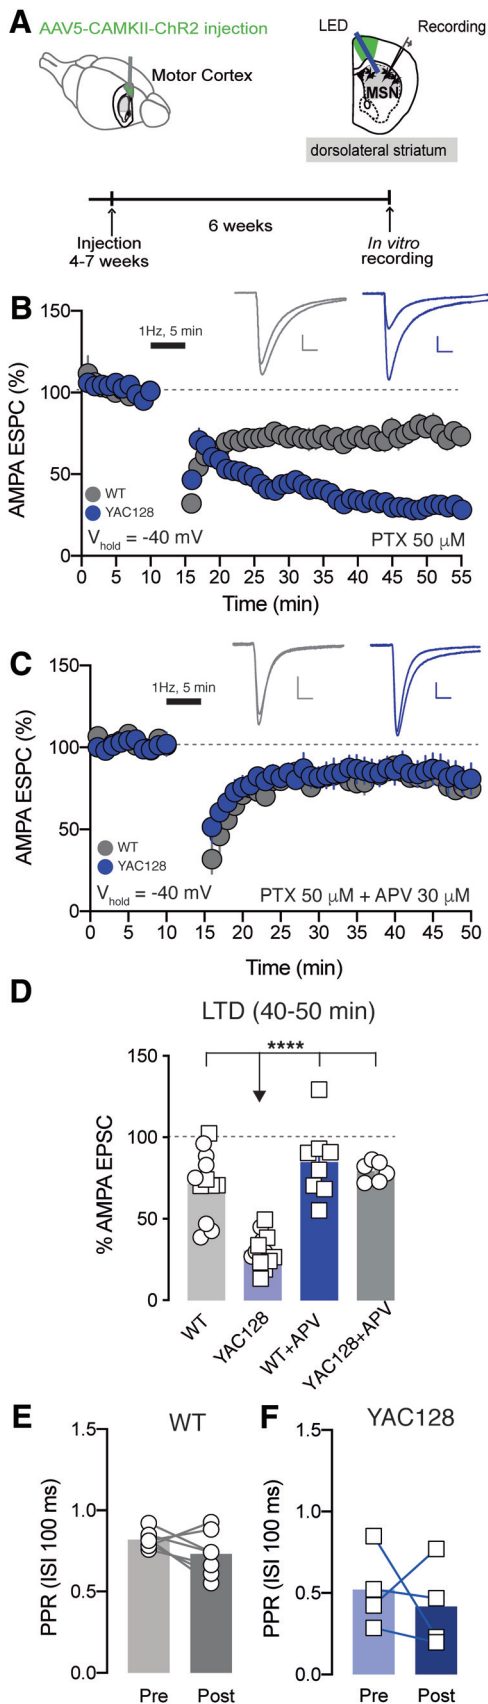 A
AAV5-CAMKII-ChR2 injection
Motor Cortex
LED
Recording
MSN
dorsolateral striatum
6 weeks
Injection
4-7 weeks
In vitro
recording
B
150
100
50
0
AMPA ESPC (%)
1Hz, 5 min
WT
YAC128
Vhold = -40 mV
PTX 50 μM
0 5 10 15 20 25 30 35 40 45 50 55
Time (min)
C
150
100
50
0
AMPA ESPC (%)
1Hz, 5 min
WT
YAC128
Vhold = -40 mV
PTX 50 μM + APV 30 μM
0 5 10 15 20 25 30 35 40 45 50
Time (min)
D
LTD (40-50 min)
****
150
100
50
0
% AMPA EPSC
WT
YAC128
WT+APV
YAC128+APV
E
WT
1.5
1.0
0.5
0.0
PPR (ISI 100 ms)
Pre Post
F
YAC128
1.5
1.0
0.5
0.0
PPR (ISI 100 ms)
Pre Post